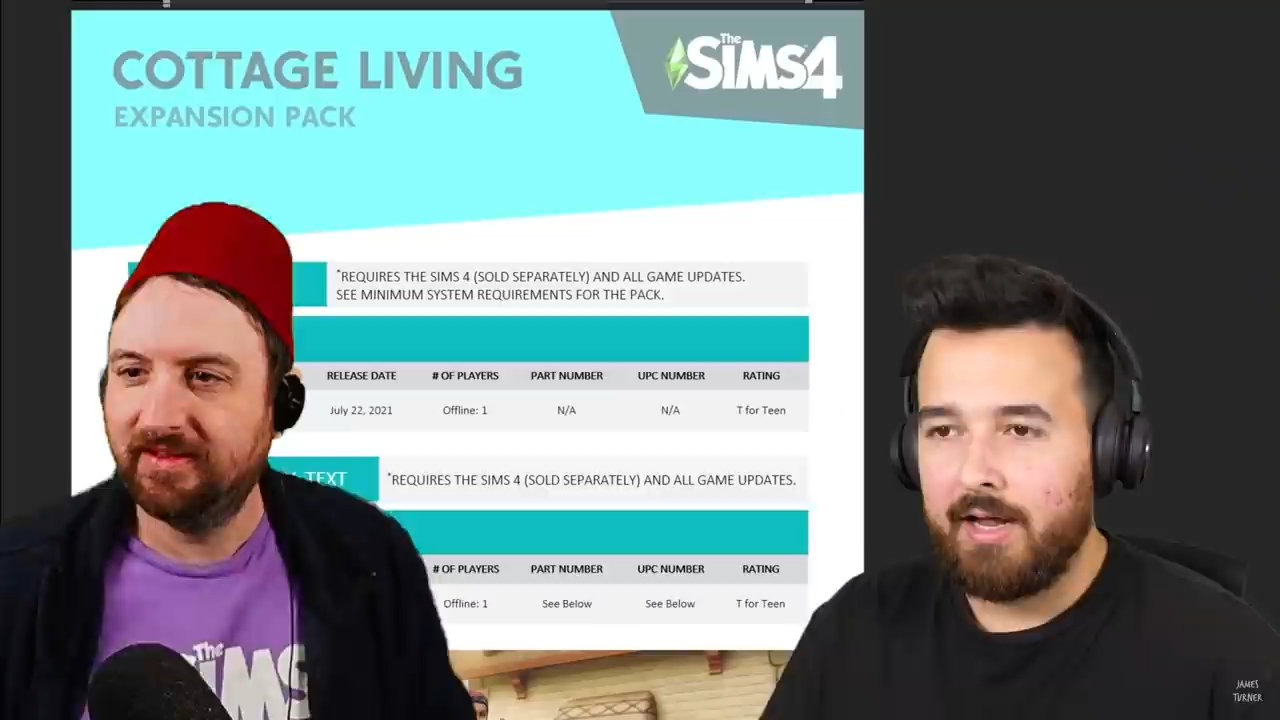 COTTAGE LIVING
EXPANSION PACK
The SiMS 4
*REQUIRES THE SIMS 4 (SOLD SEPARATELY) AND ALL GAME UPDATES.
SEE MINIMUM SYSTEM REQUIREMENTS FOR THE PACK.
RELEASE DATE # OF PLAYERS PART NUMBER UPC NUMBER RATING
July 22, 2021 Offline: 1 N/A N/A T for Teen
TEXT *REQUIRES THE SIMS 4 (SOLD SEPARATELY) AND ALL GAME UPDATES.
# OF PLAYERS PART NUMBER UPC NUMBER RATING
Offline: 1 See Below See Below T for Teen
The
SiMS
JAMES
TURNER